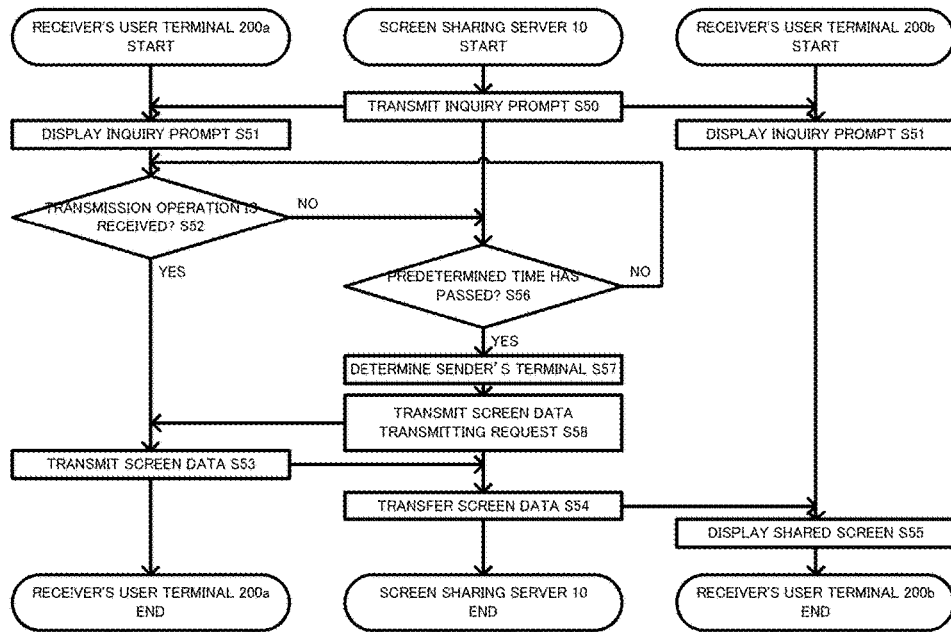 RECEIVER'S USER TERMINAL 200a
START
SCREEN SHARING SERVER 10
START
RECEIVER'S USER TERMINAL 200b
START
TRANSMIT INQUIRY PROMPT S50
DISPLAY INQUIRY PROMPT S51
DISPLAY INQUIRY PROMPT S51
TRANSMISSION OPERATION IS
RECEIVED? S52
NO
YES
PREDETERMINED TIME HAS
PASSED? S56
NO
YES
DETERMINE SENDER'S TERMINAL S57
TRANSMIT SCREEN DATA
TRANSMITTING REQUEST S58
TRANSMIT SCREEN DATA S53
TRANSFER SCREEN DATA S54
DISPLAY SHARED SCREEN S55
RECEIVER'S USER TERMINAL 200a
END
SCREEN SHARING SERVER 10
END
RECEIVER'S USER TERMINAL 200b
END